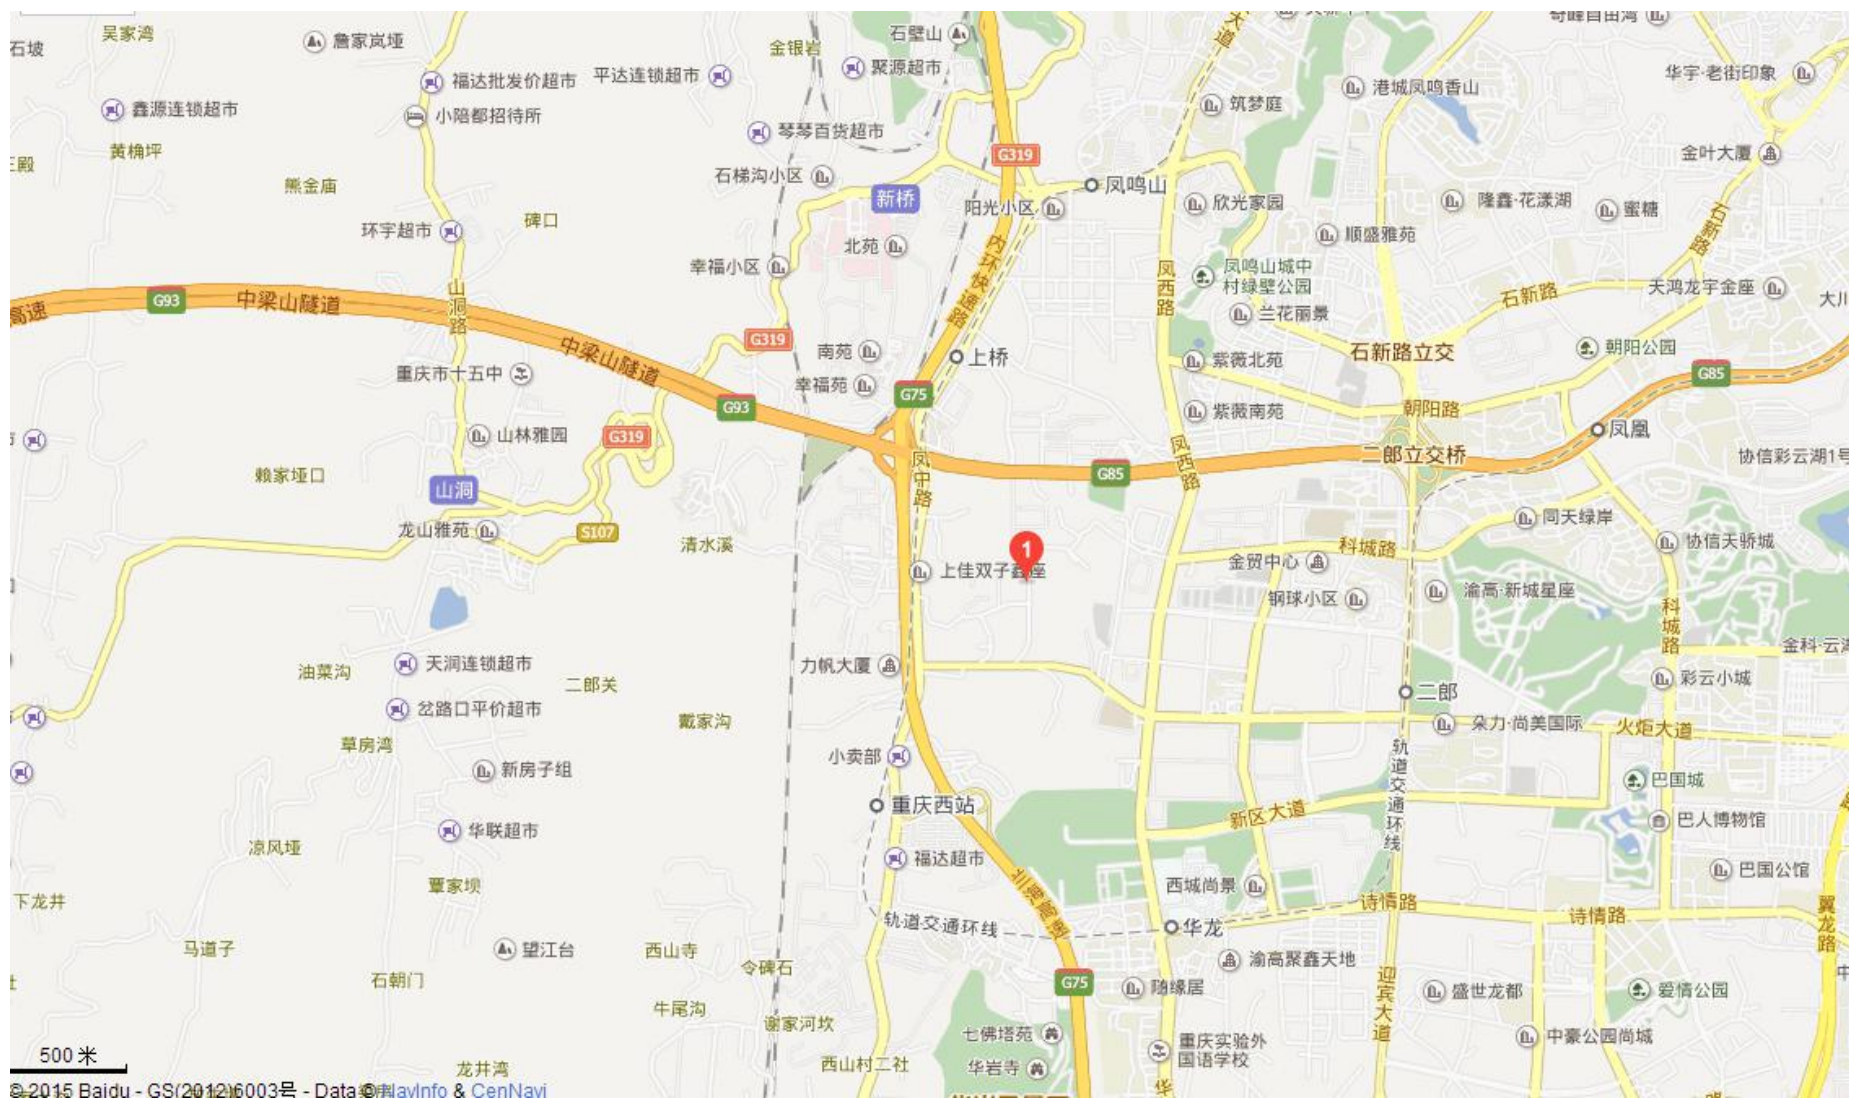 吴家湾
石坡
詹家岚垭
金银岩
石壁山
大道
奇峰自由湾
福达批发价超市
平达连锁超市
聚源超市
港城凤鸣香山
华宇·老街印象
鑫源连锁超市
小陪都招待所
琴琴百货超市
筑梦庭
黄桷坪
G319
金叶大厦
熊金庙
石梯沟小区
新桥
凤鸣山
阳光小区
欣光家园
隆鑫·花漾湖
蜜糖
石新路
碑口
环宇超市
北苑
顺盛雅苑
幸福小区
内环快速路
凤西路
凤鸣山城中
村绿壁公园
石新路
天鸿龙宇金座
大川
高速
G93
中梁山隧道
山洞路
兰花丽景
G319
中梁山隧道
南苑
上桥
紫薇北苑
石新路立交
朝阳公园
G85
重庆市十五中
幸福苑
G75
G93
紫薇南苑
朝阳路
凤凰
山林雅园
G319
凤中路
凤西路
二郎立交桥
协信彩云湖1号
赖家垭口
G85
山洞
龙山雅苑
S107
清水溪
同天绿岸
科城路
协信天骄城
1
上佳双子鑫座
金贸中心
钢球小区
渝高·新城星座
科城路
金科·云湖
油菜沟
天润连锁超市
二郎关
力帆大厦
彩云小城
二郎
岔路口平价超市
戴家沟
朵力·尚美国际
火炬大道
草房湾
新房子组
小卖部
轨道交通环线
巴国城
重庆西站
新区大道
巴人博物馆
华联超市
凉风垭
福达超市
巴国公馆
覃家坝
西城尚景
下龙井
诗情路
诗情路
翼龙路
轨道交通环线
华龙
马道子
望江台
西山寺
令碑石
渝高聚鑫天地
石朝门
G75
随缘居
迎宾大道
盛世龙都
爱情公园
牛尾沟
谢家河坎
七佛塔苑
重庆实验外
国语学校
中豪公园尚城
500 米
龙井湾
西山村二社
华岩寺
华
© 2015 Baidu - GS(2012)6003号 - Data © NavInfo & CenNavi